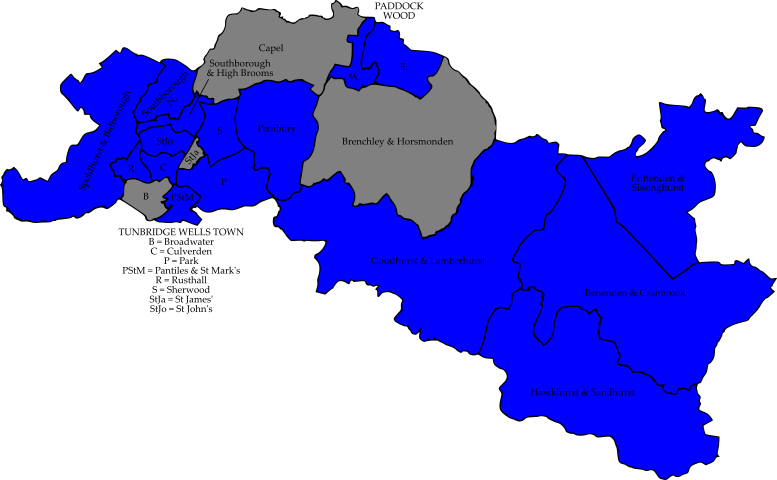 PADDOCK
WOOD
Capel
Southborough
& High Brooms
E
W
Southborough
N.
Speldhurst & Bidborough
StJo
S
Pembury
Brenchley & Horsmonden
StJa
R
C
P
B
PStM
Frittenden &
Sissinghurst
Goudhurst & Lamberhurst
Benenden & Cranbrook
Hawkhurst & Sandhurst
TUNBRIDGE WELLS TOWN
B = Broadwater
C = Culverden
P = Park
PStM = Pantiles & St Mark's
R = Rusthall
S = Sherwood
StJa = St James'
StJo = St John's